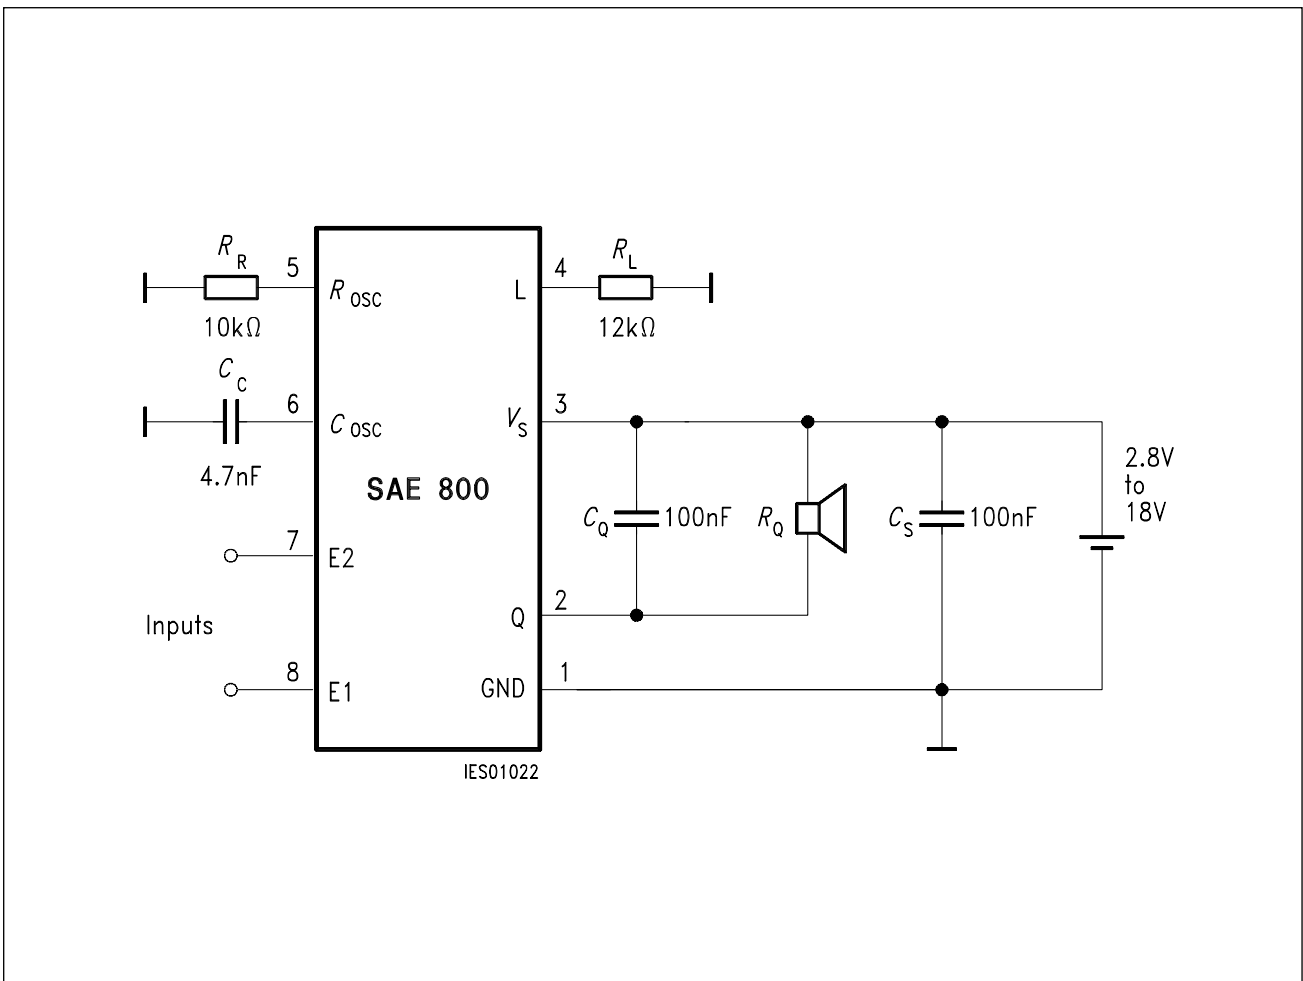 R R
5
R OSC
10kΩ
L
4
R L
12kΩ
C C
6
C OSC
4.7nF
V S
3
SAE 800
C Q
100nF
R Q
C S
100nF
2.8V
to
18V
7
E2
Inputs
Q
2
8
E1
GND
1
IES01022